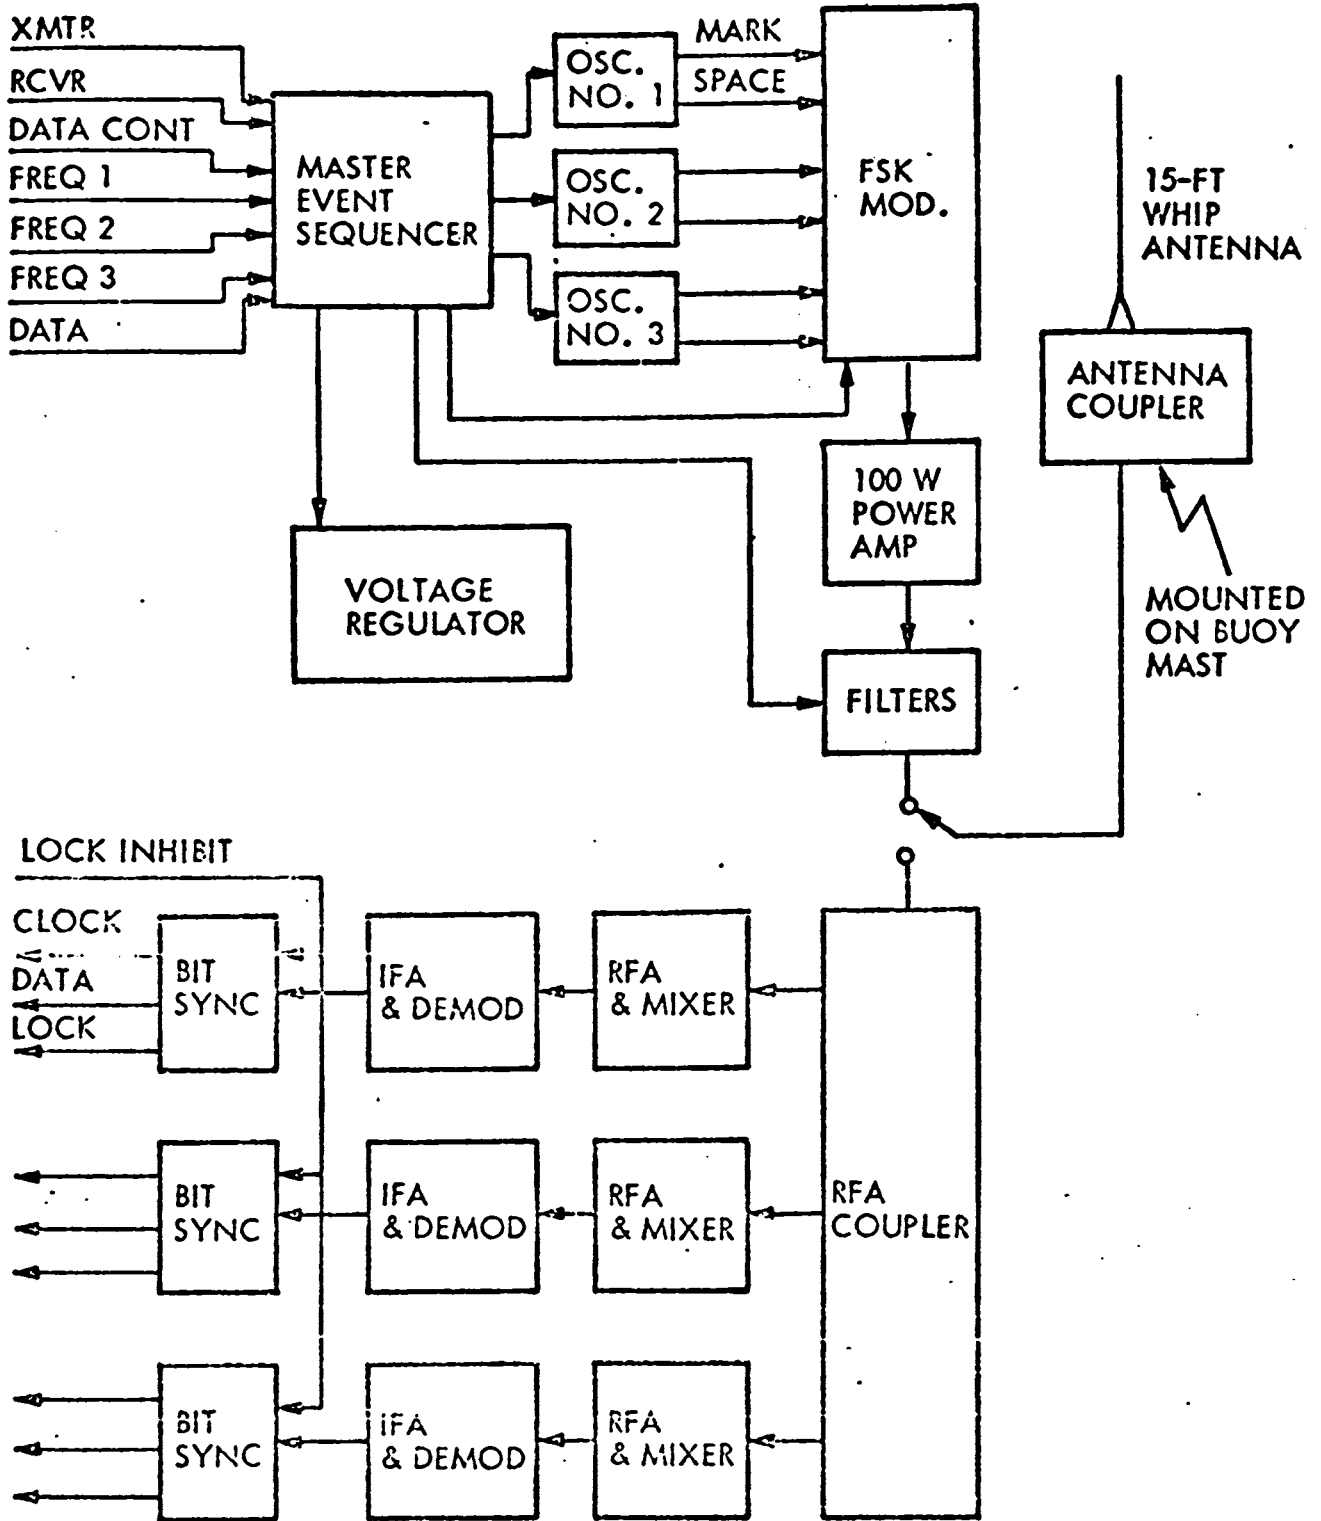 XMTR
RCVR
DATA CONT
FREQ 1
FREQ 2
FREQ 3
DATA
MASTER
EVENT
SEQUENCER
OSC.
NO. 1
OSC.
NO. 2
OSC.
NO. 3
MARK
SPACE
FSK
MOD.
15-FT
WHIP
ANTENNA
ANTENNA
COUPLER
100 W
POWER
AMP
VOLTAGE
REGULATOR
MOUNTED
ON BUOY
MAST
FILTERS
LOCK INHIBIT
CLOCK
DATA
LOCK
BIT
SYNC
IFA
& DEMOD
RFA
& MIXER
BIT
SYNC
IFA
& DEMOD
RFA
& MIXER
RFA
COUPLER
BIT
SYNC
IFA
& DEMOD
RFA
& MIXER